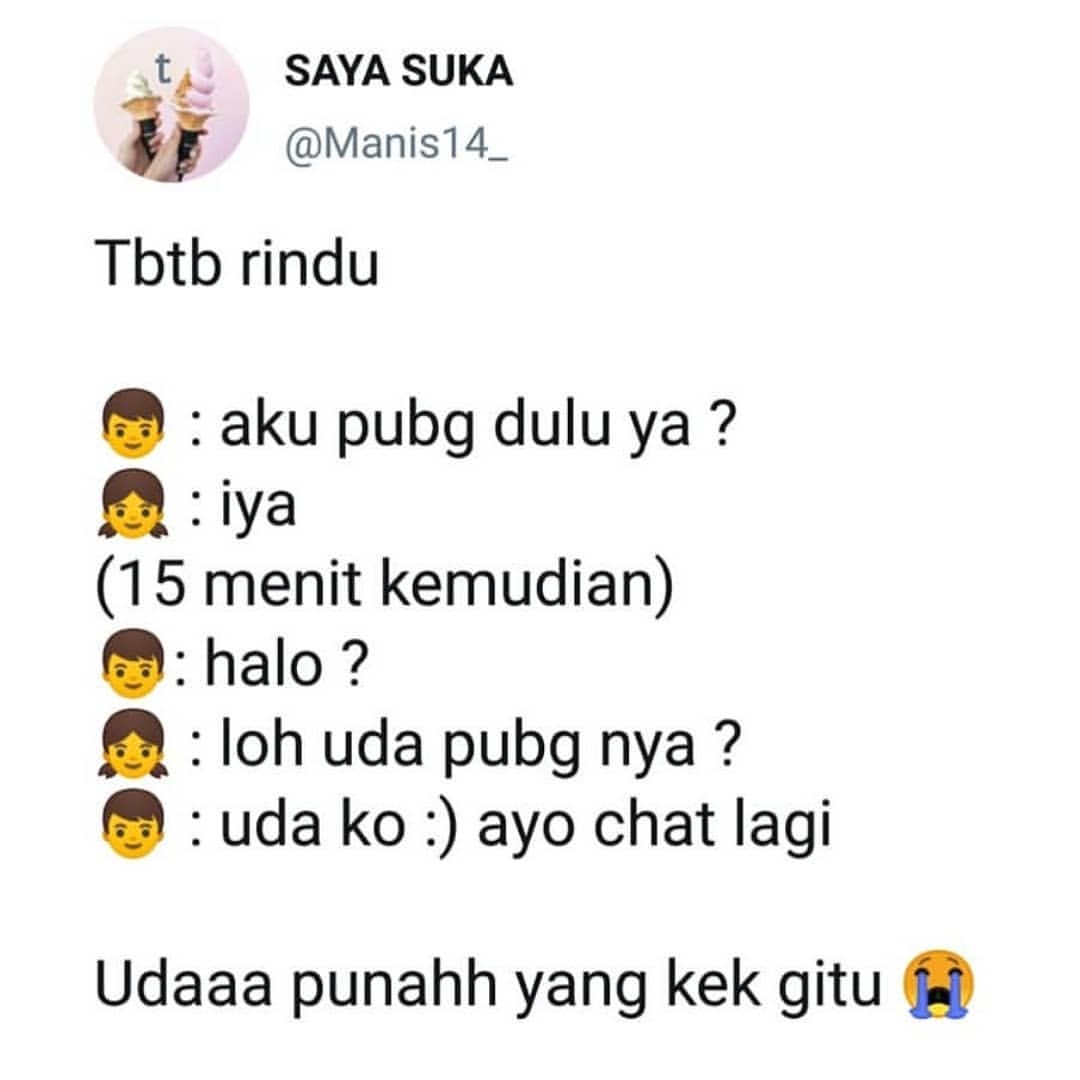 t
SAYA SUKA
@Manis14_
Tbtb rindu
👦 : aku pubg dulu ya ?
👧 : iya
(15 menit kemudian)
👦: halo ?
👧 : loh uda pubg nya ?
👦 : uda ko :) ayo chat lagi
Udaaa punahh yang kek gitu 😭